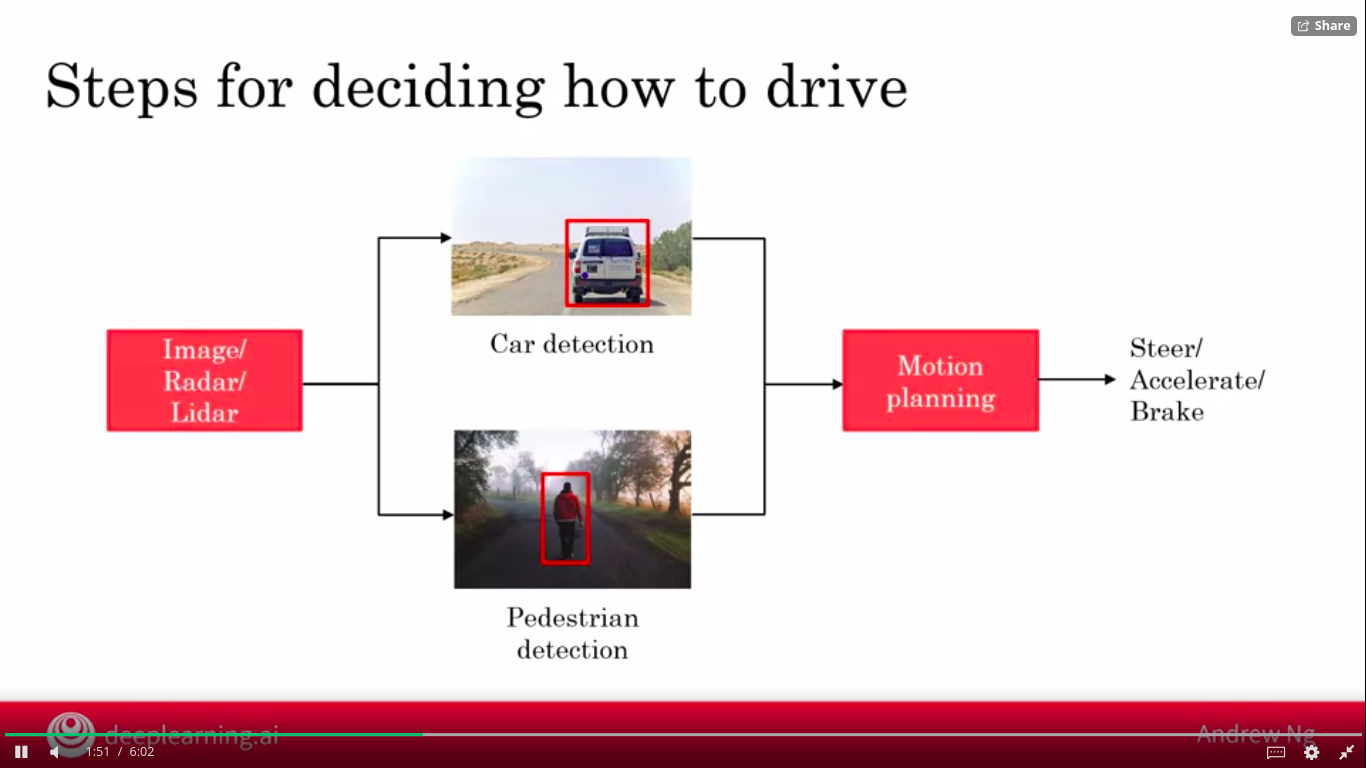 Share
Steps for deciding how to drive
Image/
Radar/
Lidar
Car detection
Pedestrian
detection
Motion
planning
Steer/
Accelerate/
Brake
deeplearning.ai
Andrew Ng
1:51 / 6:02